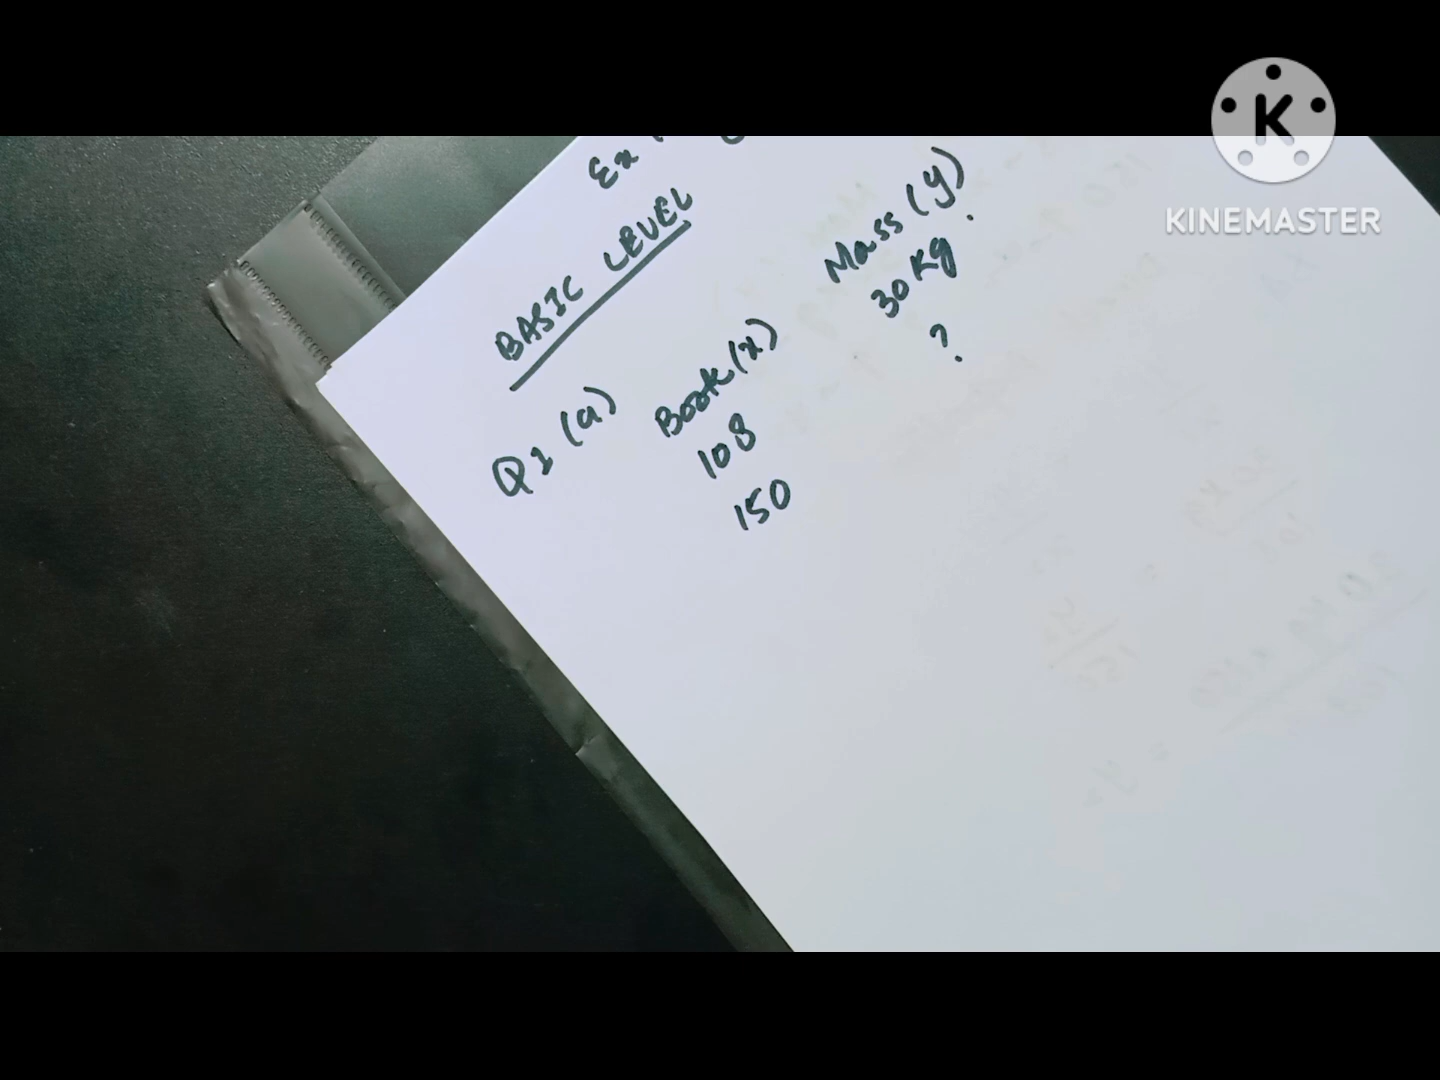 Ex
BASIC LEVEL
Q1 (a) Book(x) Mass (y)
108 30 kg.
150 ?
K
KINEMASTER